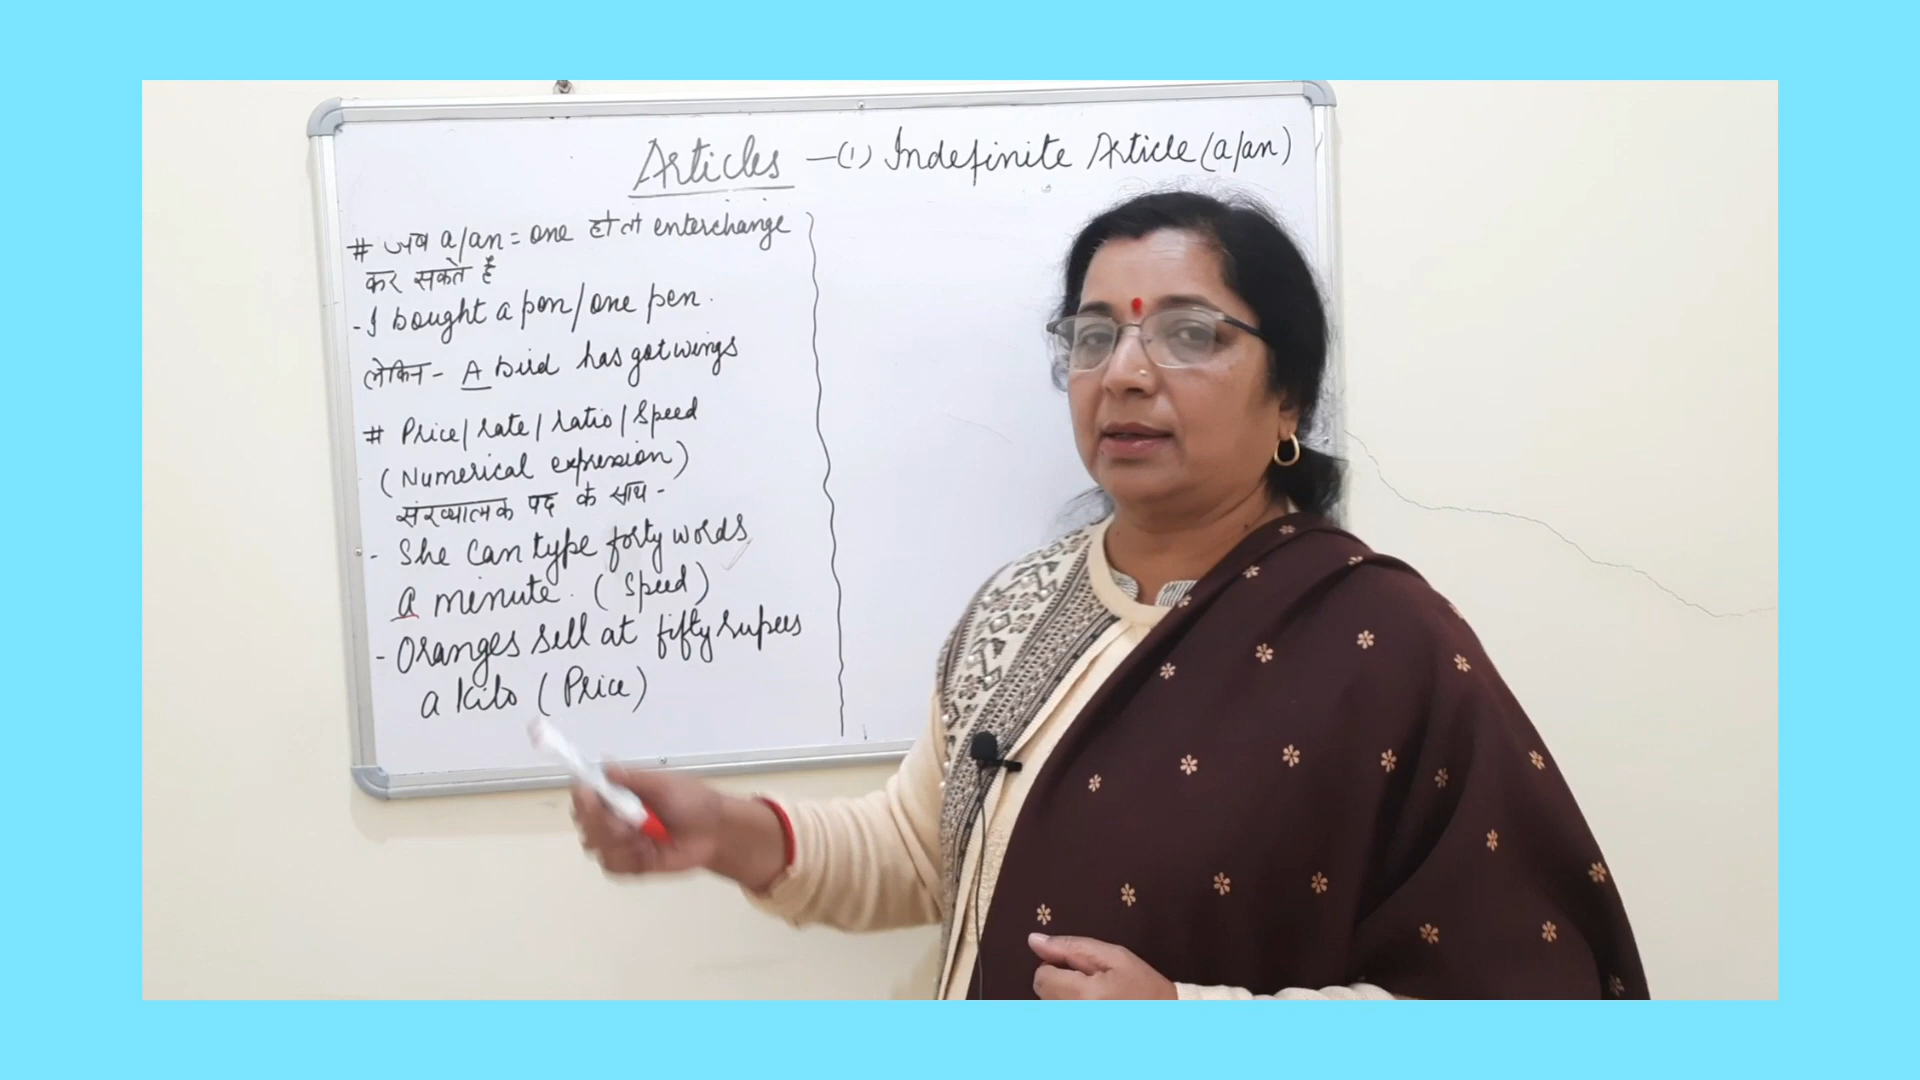 Articles - (1) Indefinite Article (a/an)
# जब a/an = one हो तो enterchange
कर सकते हैं
- I bought a pen/one pen.
लेकिन - A bird has got wings
# Price/rate/ratio/Speed
(Numerical expression)
संख्यात्मक पद के साथ -
- She can type forty words
a minute. (Speed)
- Oranges sell at fifty rupees
a kilo (Price)